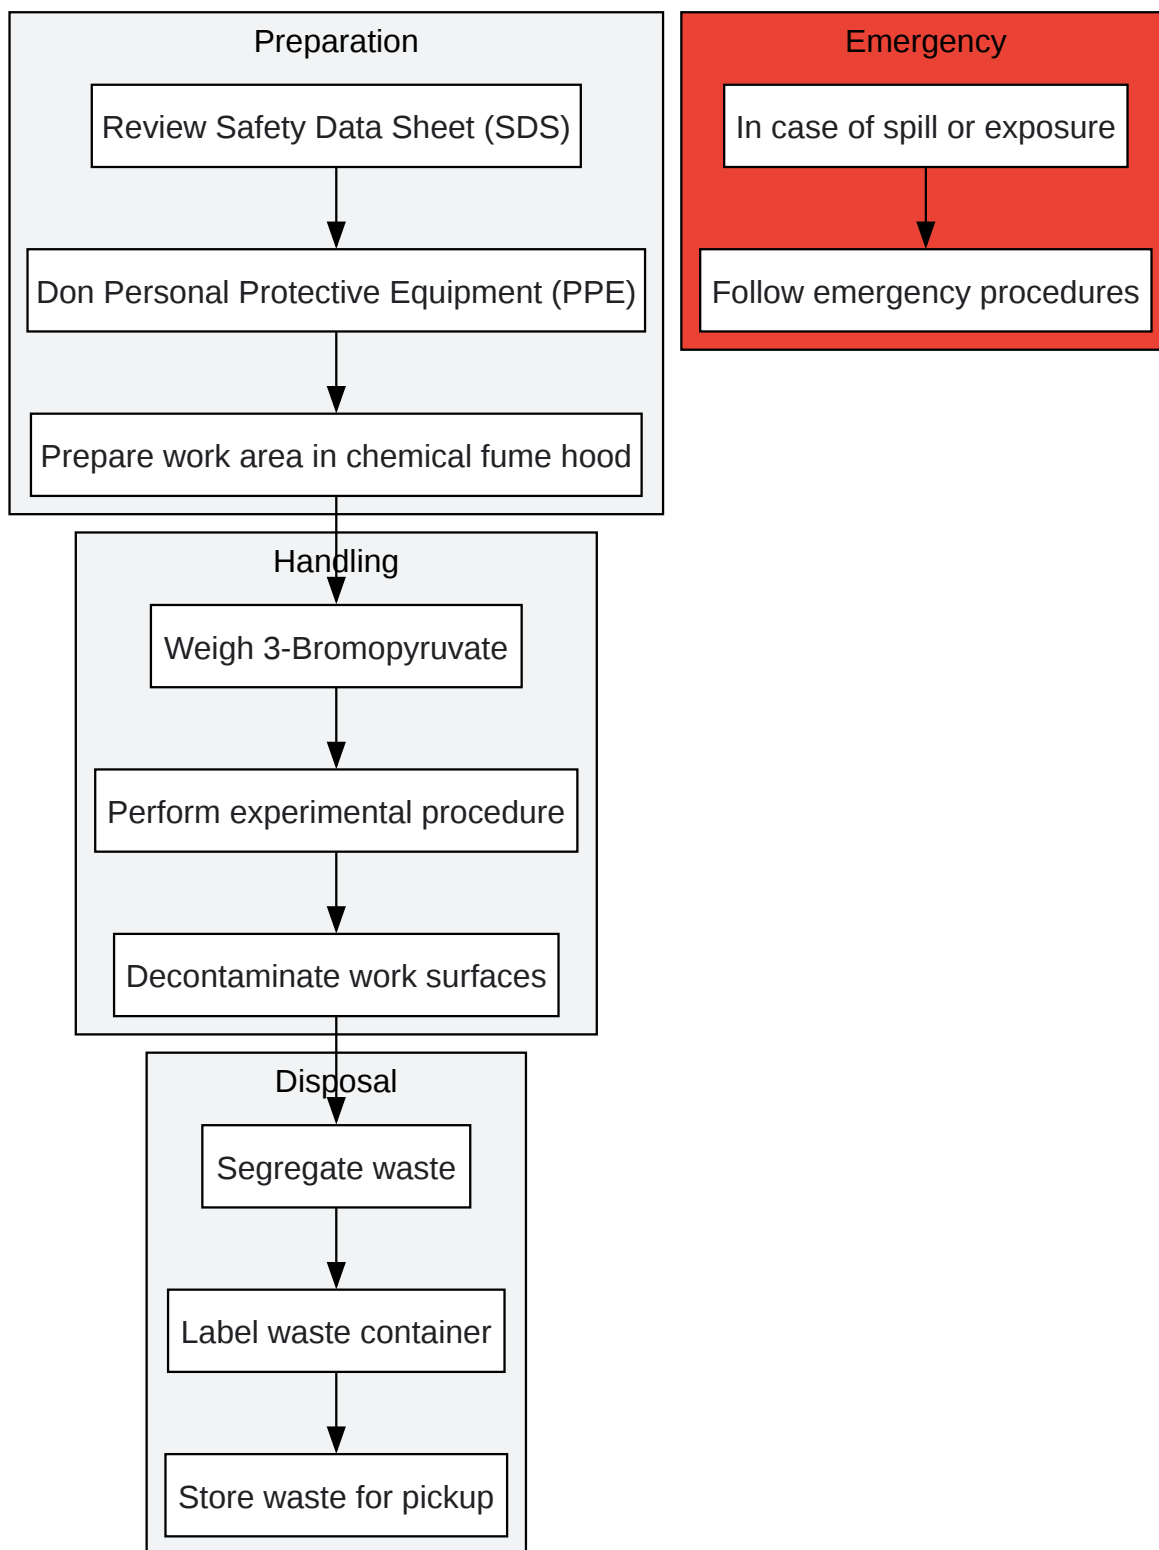 Preparation
Review Safety Data Sheet (SDS)
Don Personal Protective Equipment (PPE)
Prepare work area in chemical fume hood
Handling
Weigh 3-Bromopyruvate
Perform experimental procedure
Decontaminate work surfaces
Disposal
Segregate waste
Label waste container
Store waste for pickup
Emergency
In case of spill or exposure
Follow emergency procedures